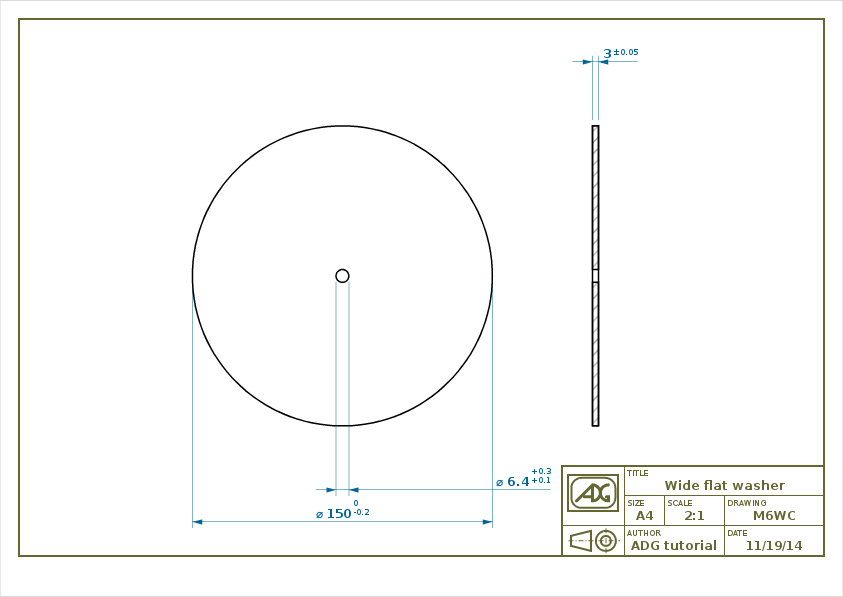 3±0.05
⌀ 6.4 +0.3 +0.1
⌀ 150 0 -0.2
ADG
TITLE
Wide flat washer
SIZE SCALE DRAWING
A4 2:1 M6WC
AUTHOR DATE
ADG tutorial 11/19/14